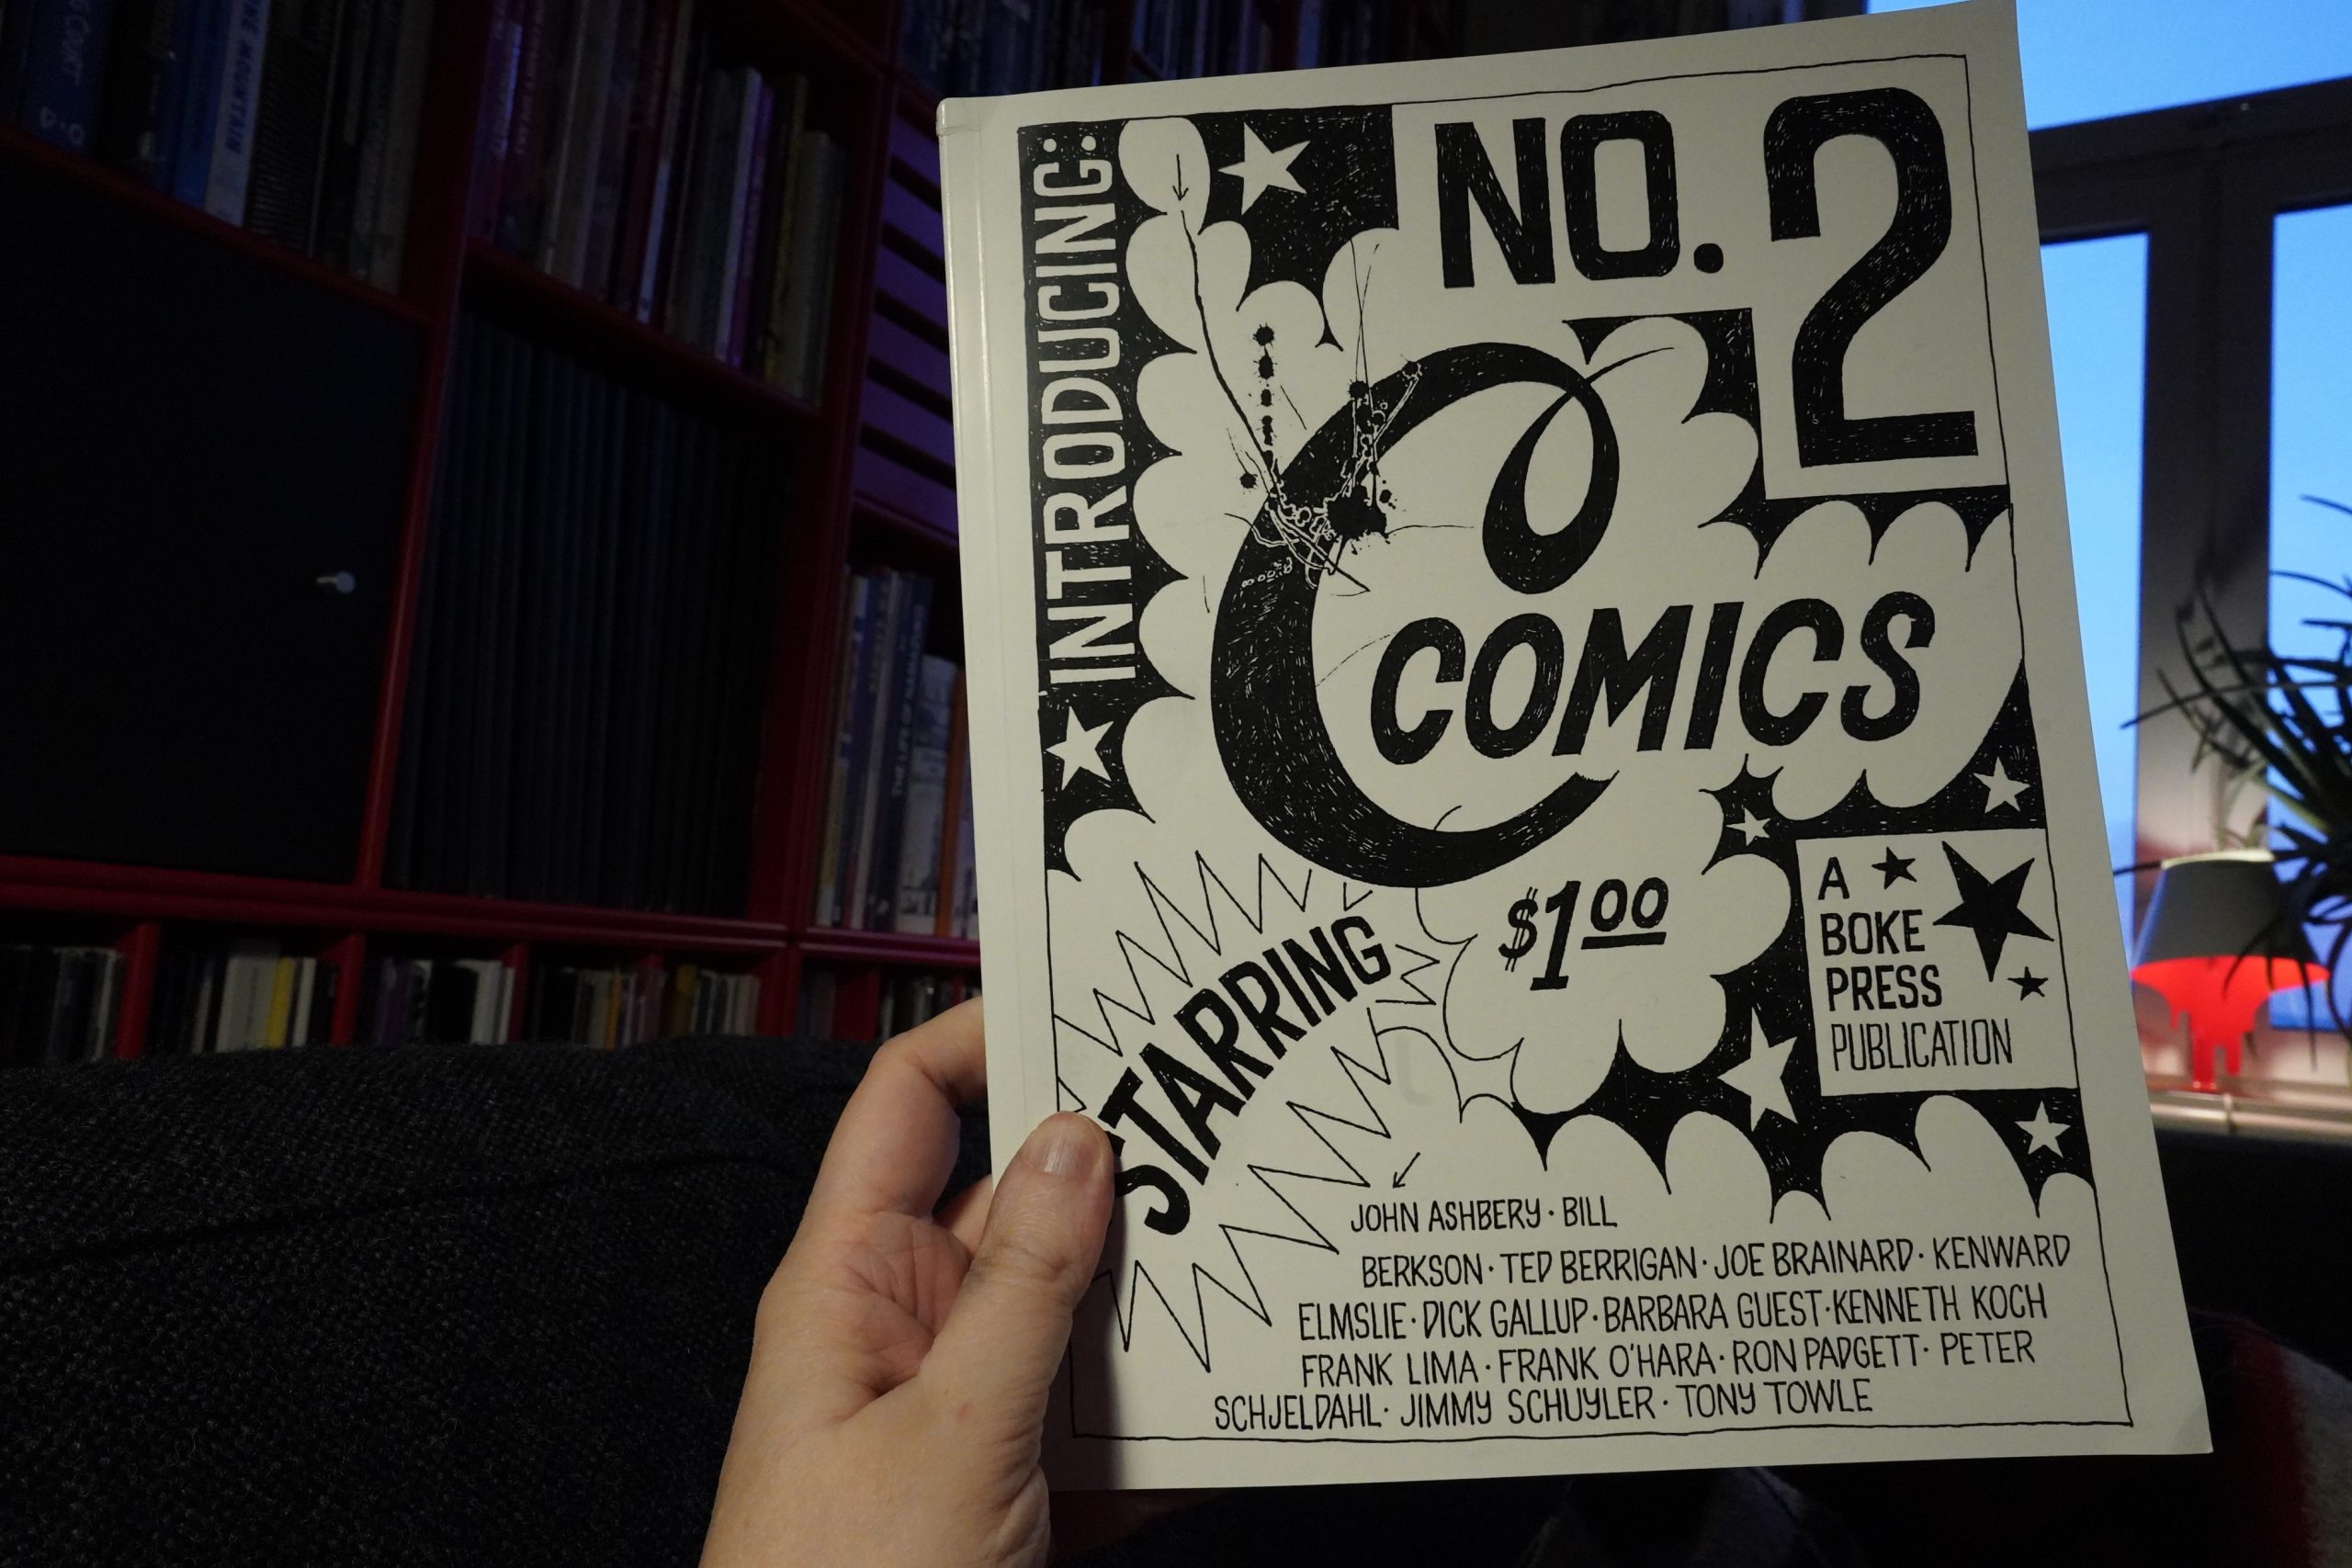 INTRODUCING:
NO. 2
C COMICS
$1.00
A
BOKE
PRESS
PUBLICATION
STARRING
JOHN ASHBERY · BILL
BERKSON · TED BERRIGAN · JOE BRAINARD · KENWARD
ELMSLIE · DICK GALLUP · BARBARA GUEST · KENNETH KOCH
FRANK LIMA · FRANK O'HARA · RON PADGETT · PETER
SCHJELDAHL · JIMMY SCHUYLER · TONY TOWLE